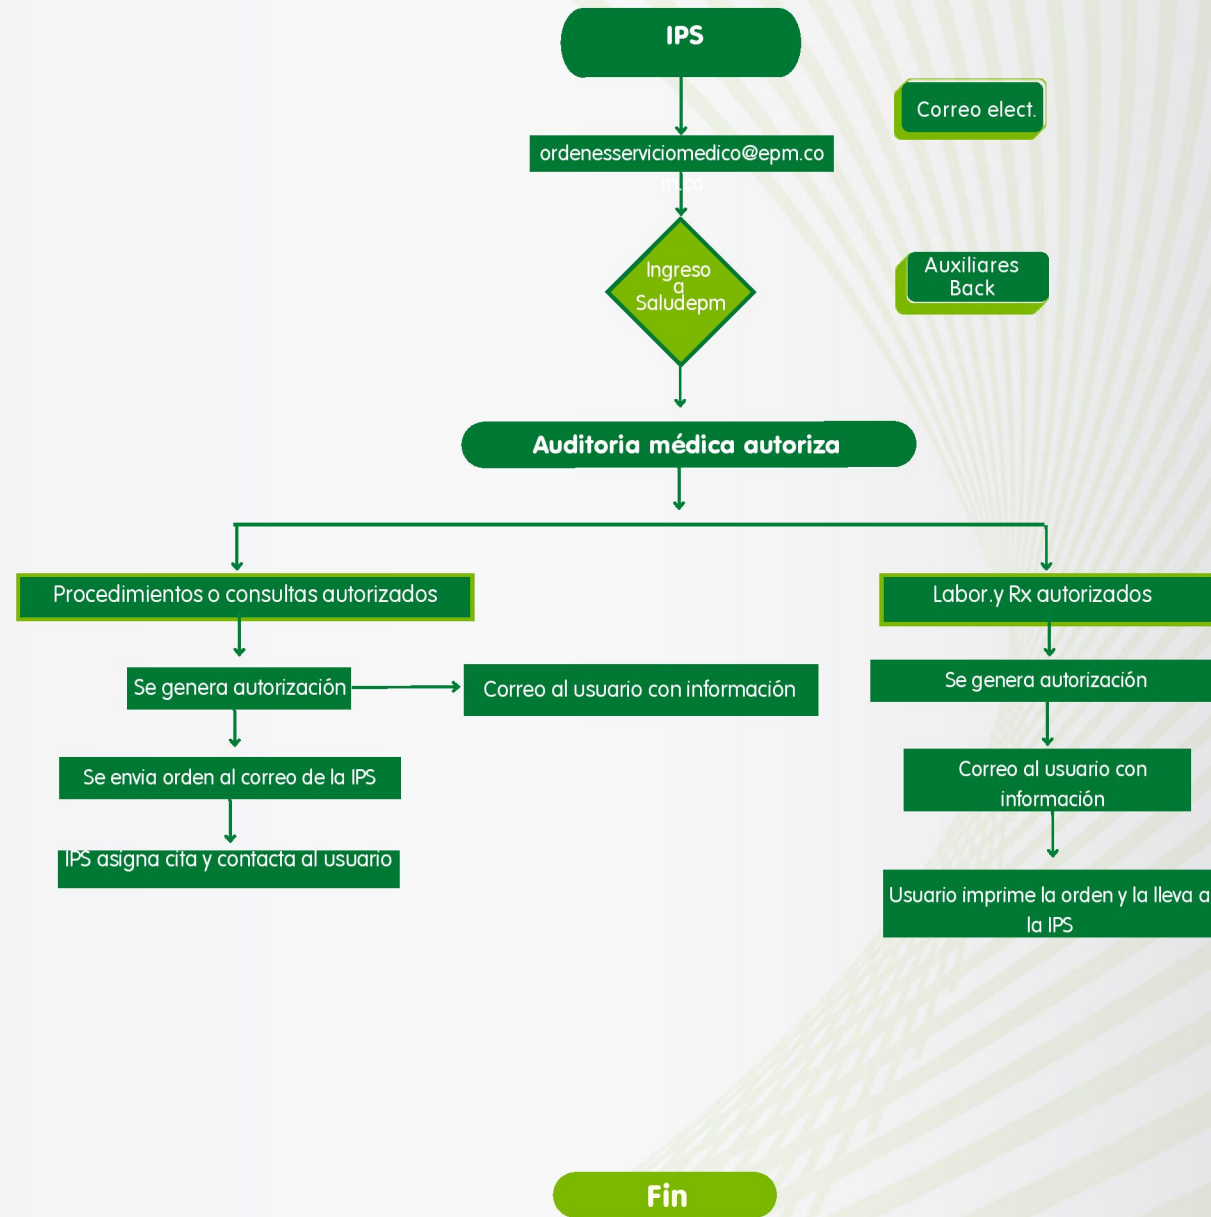 IPS
Correo elect.
ordenesserviciomedico@epm.co
m.co
Ingreso
a
Saludepm
Auxiliares
Back
Auditoria médica autoriza
Procedimientos o consultas autorizados
Labor.y Rx autorizados
Se genera autorización
Correo al usuario con información
Se genera autorización
Se envia orden al correo de la IPS
Correo al usuario con
información
IPS asigna cita y contacta al usuario
Usuario imprime la orden y la lleva a
la IPS
Fin